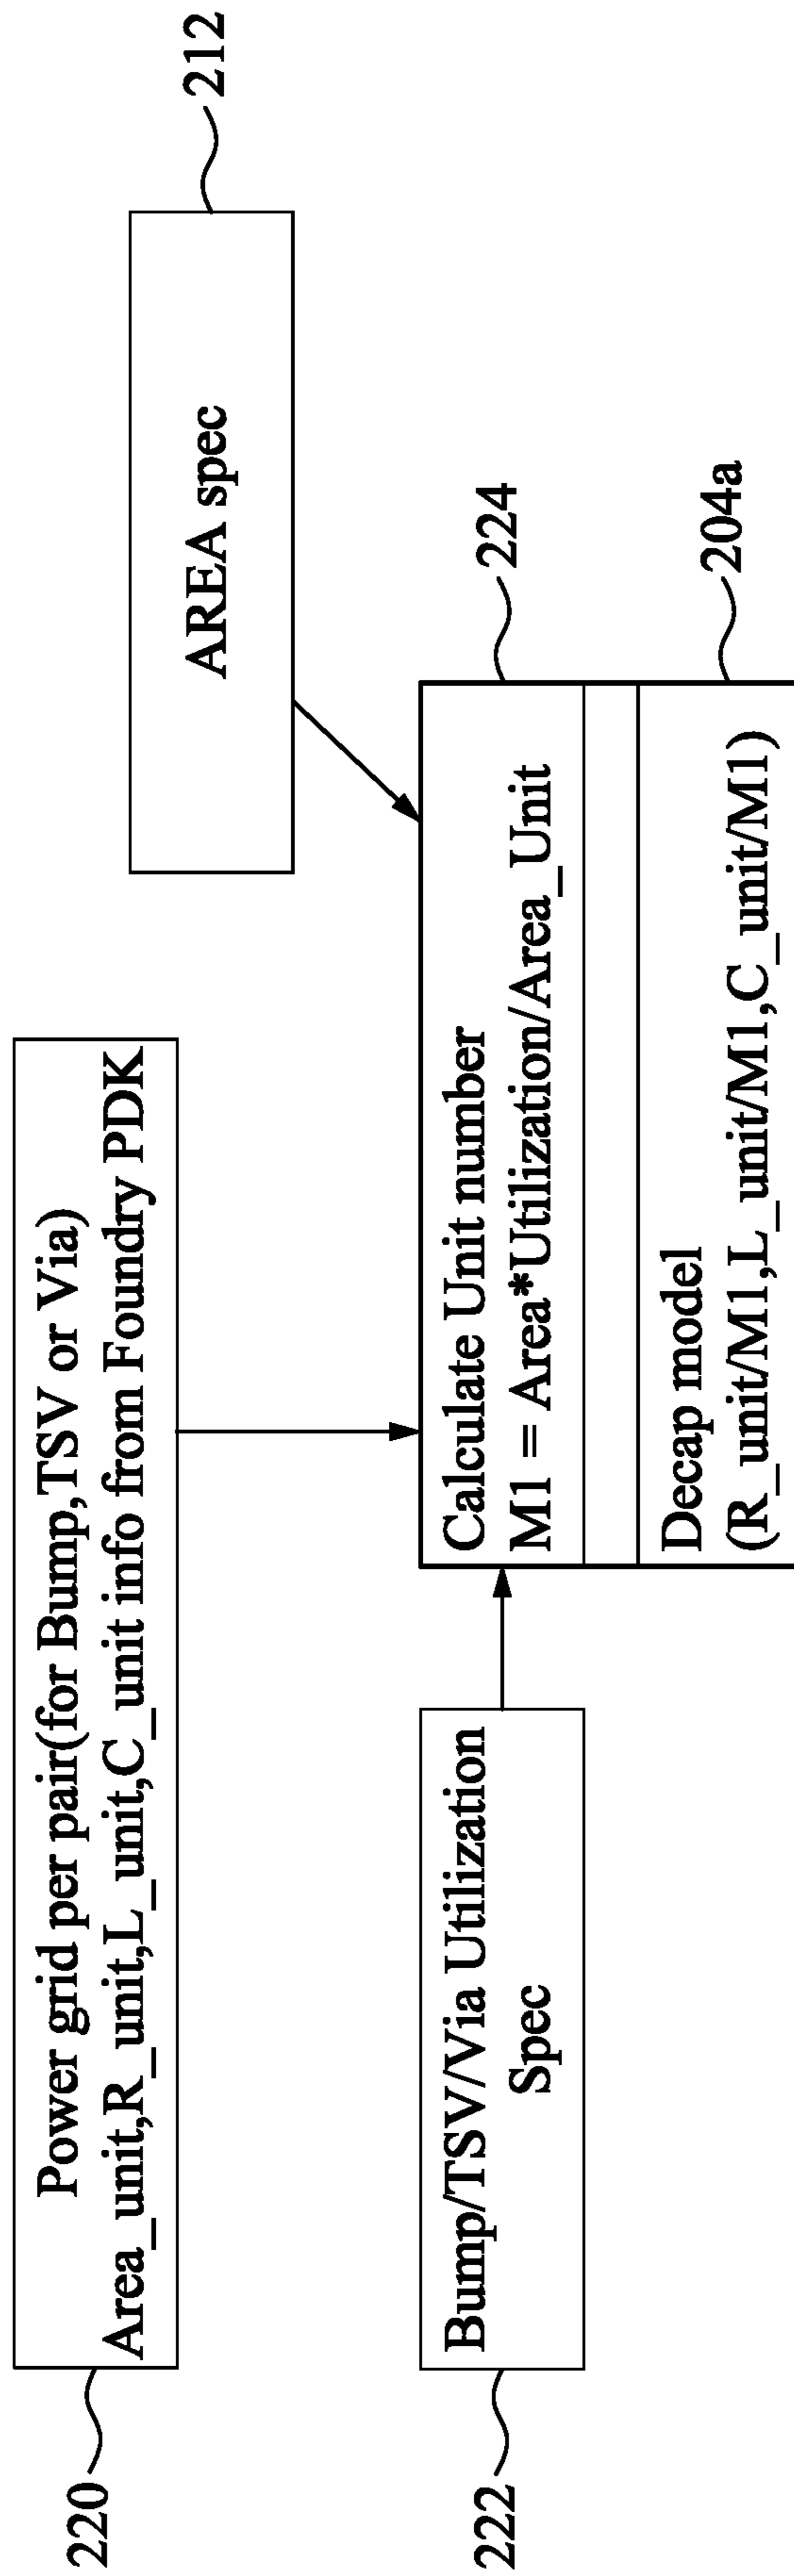 220
Power grid per pair(for Bump,TSV or Via)
Area_unit,R_unit,L_unit,C_unit info from Foundry PDK
AREA spec
212
222
Bump/TSV/Via Utilization
Spec
Calculate Unit number
M1 = Area*Utilization/Area_Unit
224
Decap model
(R_unit/M1,L_unit/M1,C_unit/M1)
204a